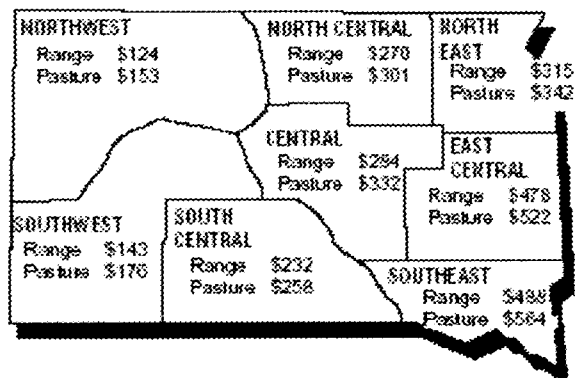 NORTHWEST
Range $124
Pasture $153
NORTH CENTRAL
Range $270
Pasture $301
NORTH
EAST
Range $315
Pasture $342
CENTRAL
Range
Pasture $332
EAST
CENTRAL
Range $478
Pasture $522
SOUTHWEST
Range $143
Pasture $176
SOUTH
CENTRAL
Range $232
Pasture $258
SOUTHEAST
Range
Pasture $564